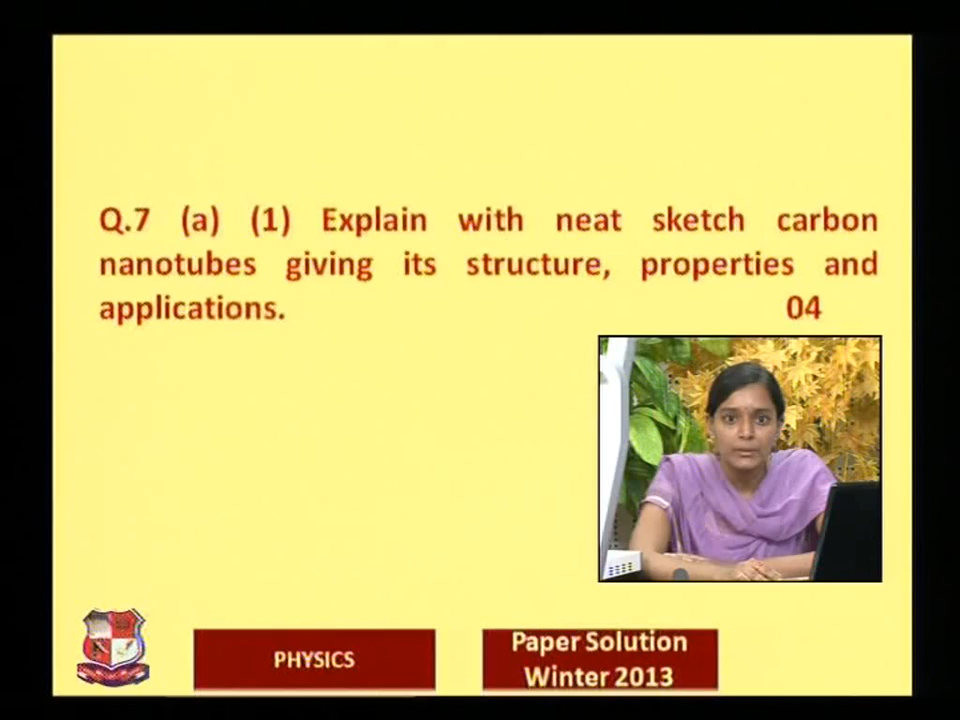 Q.7 (a) (1) Explain with neat sketch carbon
nanotubes giving its structure, properties and
applications. 04
PHYSICS
Paper Solution
Winter 2013